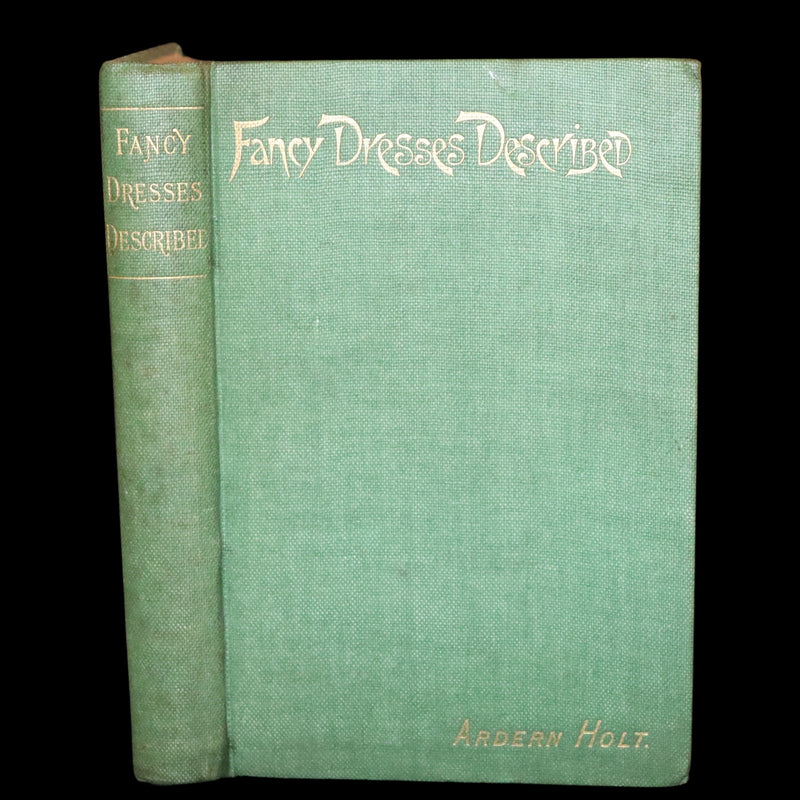 FANCY
DRESSES
DESCRIBED
Fancy Dresses Described
ARDERN HOLT.